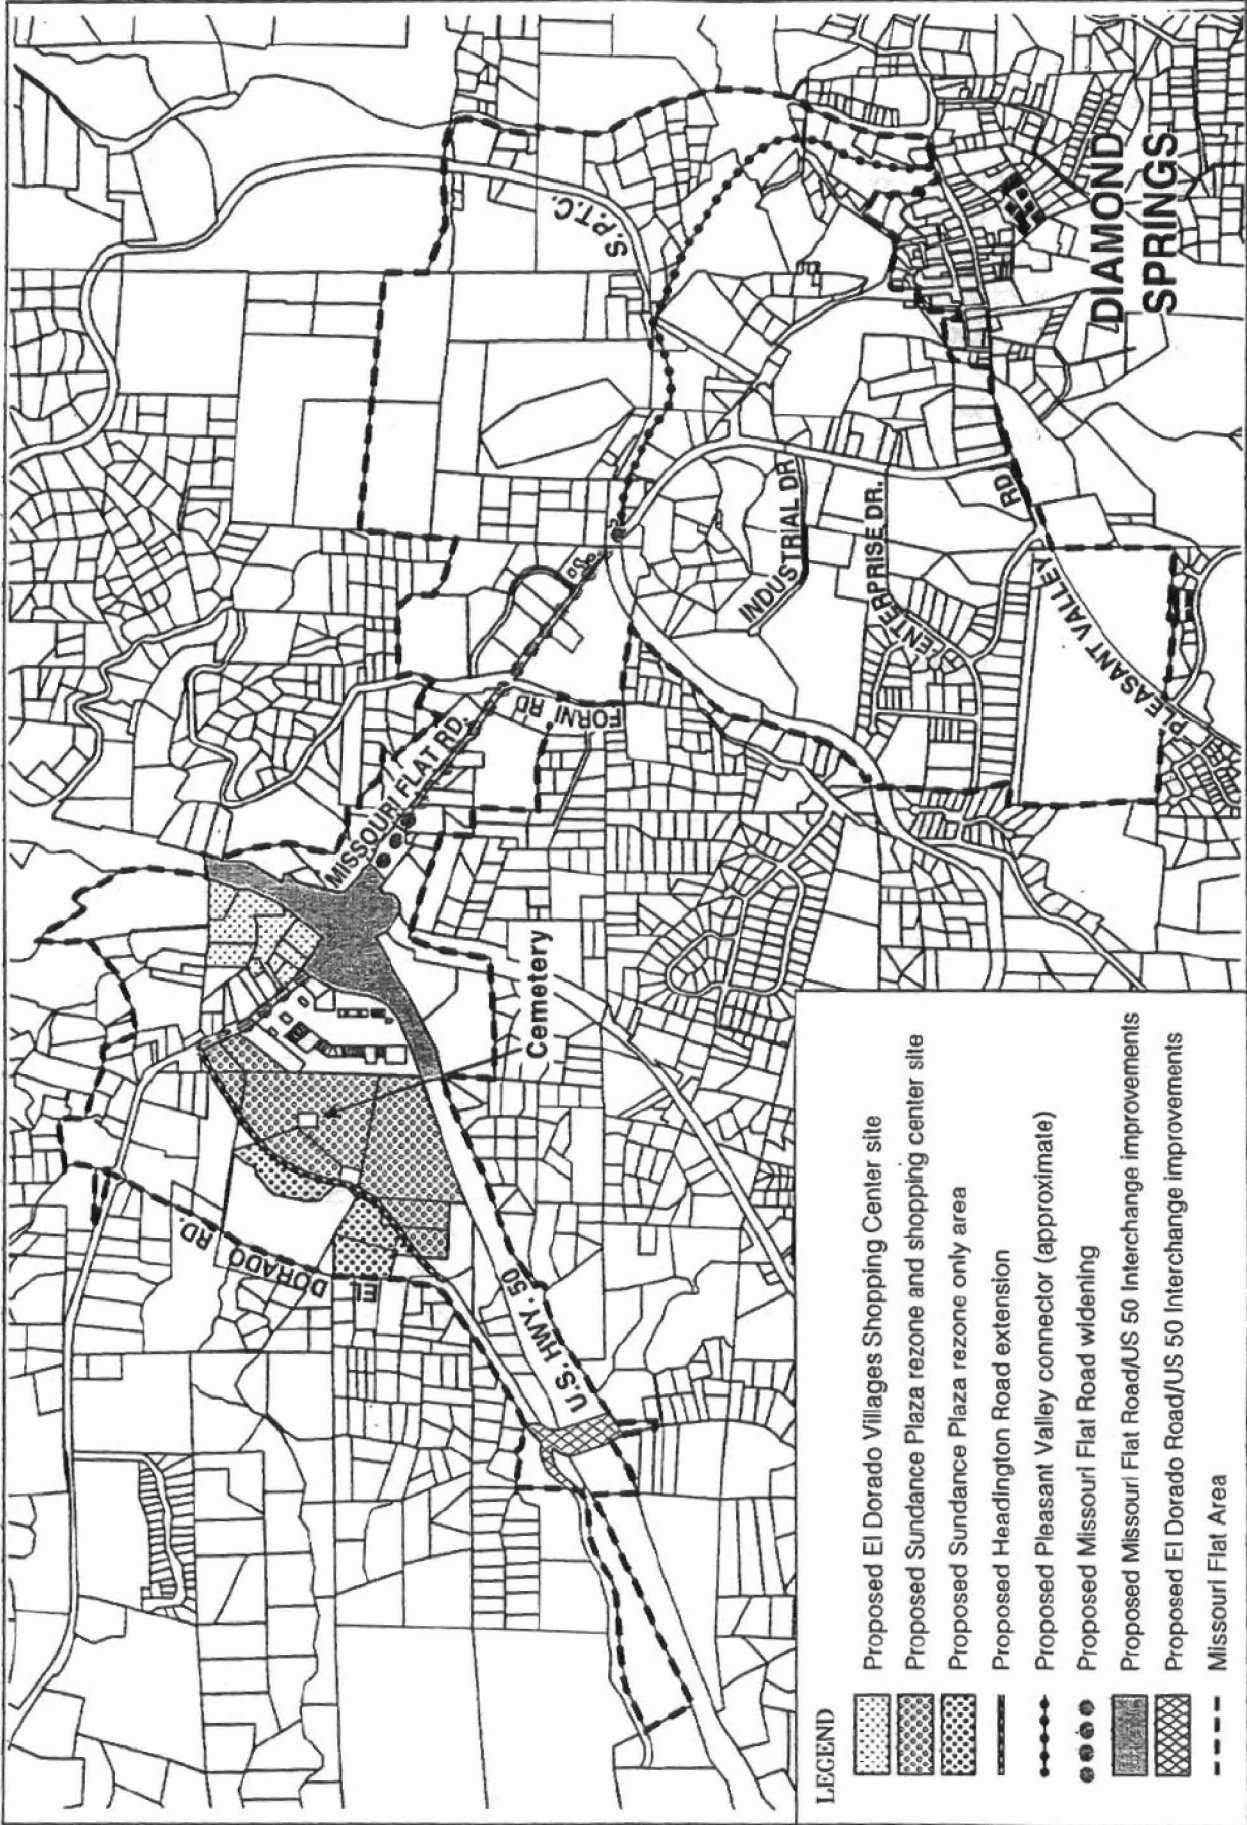 S.P.T.C.
DIAMOND
SPRINGS
INDUSTRIAL DR
ENTERPRISE DR.
PLEASANT VALLEY RD
FORNI RD
MISSOURI FLAT RD.
Cemetery
EL DORADO RD.
U.S. HWY. 50
LEGEND
Proposed El Dorado Villages Shopping Center site
Proposed Sundance Plaza rezone and shopping center site
Proposed Sundance Plaza rezone only area
Proposed Headington Road extension
Proposed Pleasant Valley connector (approximate)
Proposed Missouri Flat Road widening
Proposed Missouri Flat Road/US 50 Interchange improvements
Proposed El Dorado Road/US 50 Interchange improvements
Missouri Flat Area